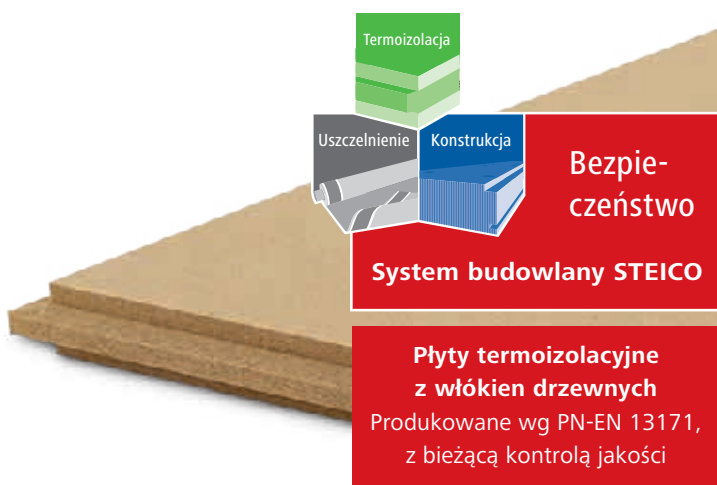 Termoizolacja
Uszczelnienie
Konstrukcja
Bezpie-
czeństwo
System budowlany STEICO
Płyty termoizolacyjne
z włókien drzewnych
Produkowane wg PN-EN 13171,
z bieżącą kontrolą jakości